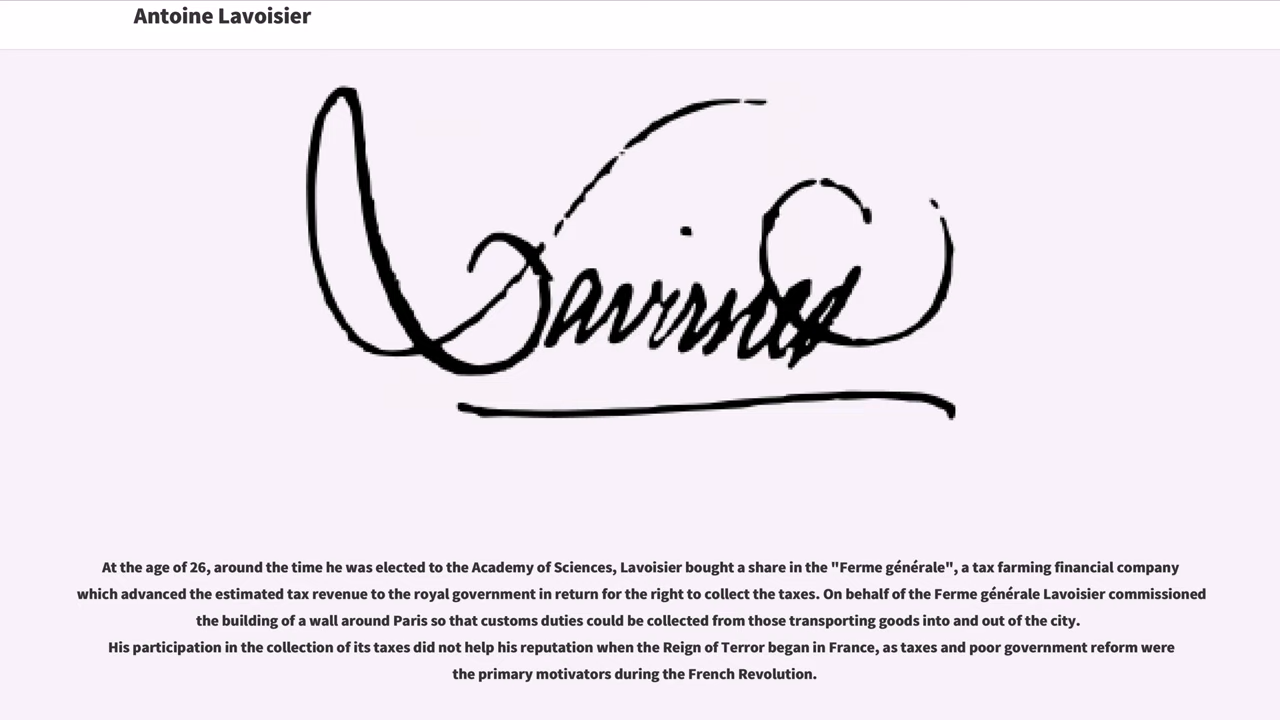 Antoine Lavoisier
Lavoisier
At the age of 26, around the time he was elected to the Academy of Sciences, Lavoisier bought a share in the "Ferme générale", a tax farming financial company
which advanced the estimated tax revenue to the royal government in return for the right to collect the taxes. On behalf of the Ferme générale Lavoisier commissioned
the building of a wall around Paris so that customs duties could be collected from those transporting goods into and out of the city.
His participation in the collection of its taxes did not help his reputation when the Reign of Terror began in France, as taxes and poor government reform were
the primary motivators during the French Revolution.